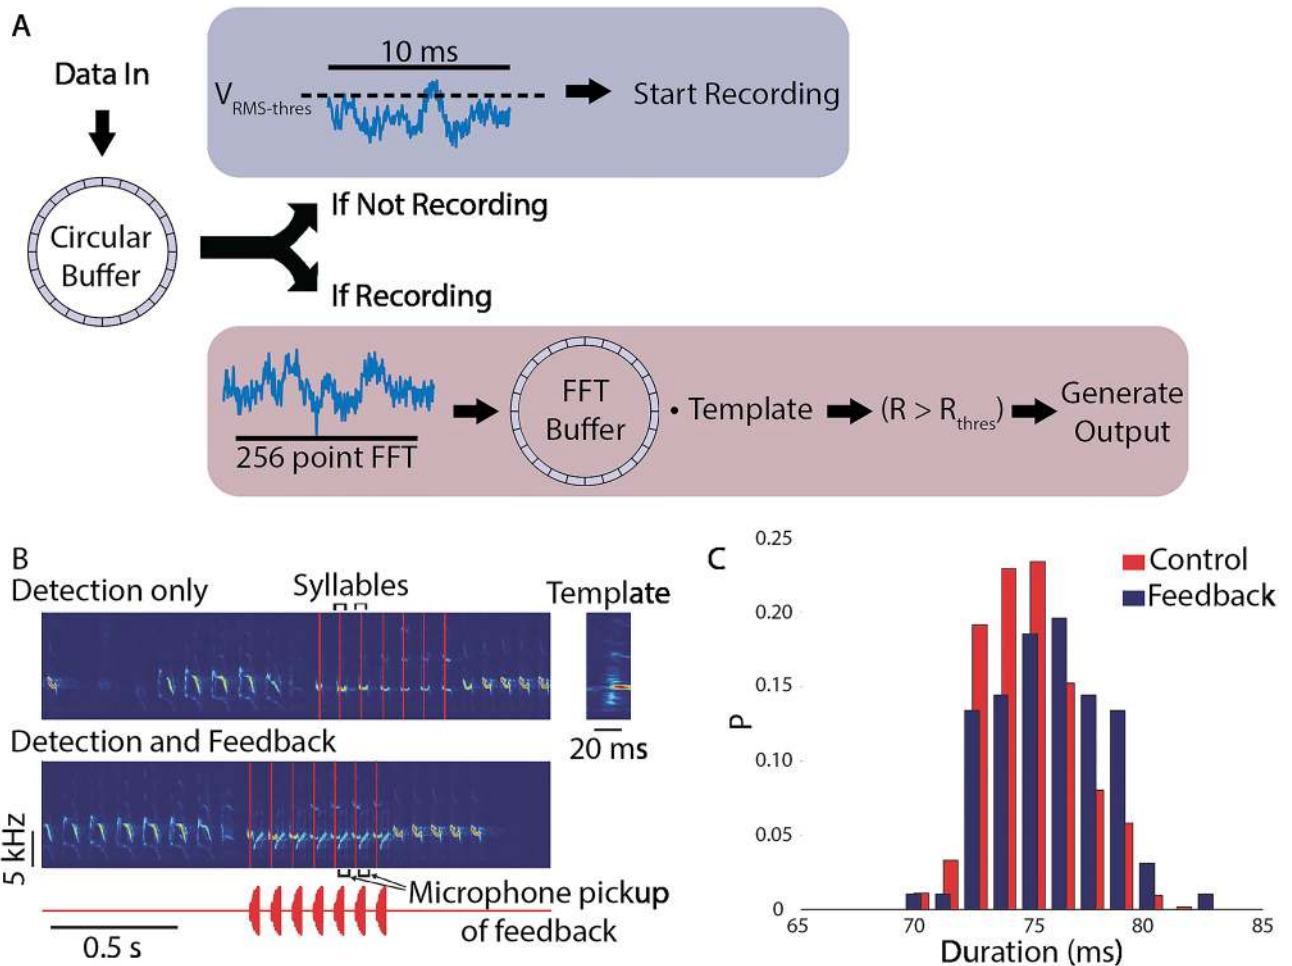 A
Data In
Circular
Buffer
10 ms
V RMS-thres
Start Recording
If Not Recording
If Recording
256 point FFT
FFT
Buffer
• Template
(R > R thres)
Generate
Output
B
Detection only
Syllables
Template
20 ms
Detection and Feedback
5 kHz
Microphone pickup
of feedback
0.5 s
C
Control
Feedback
0.25
0.20
0.15
0.10
0.05
0
P
65
70
75
80
85
Duration (ms)